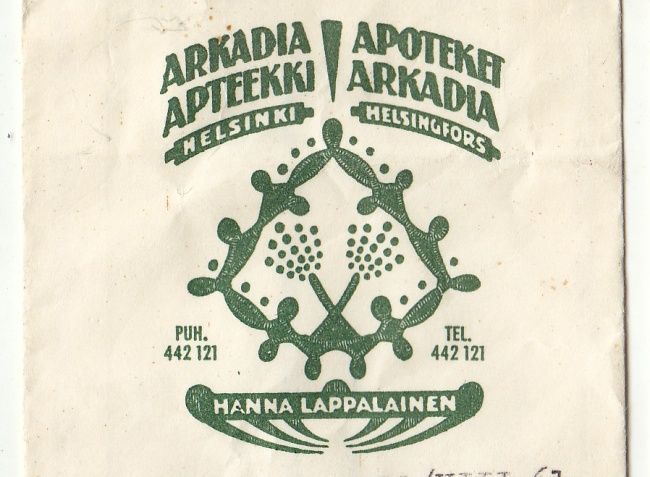 ARKADIA APTEEKKI
HELSINKI
APOTEKET ARKADIA
HELSINGFORS
PUH.
442 121
TEL.
442 121
HANNA LAPPALAINEN